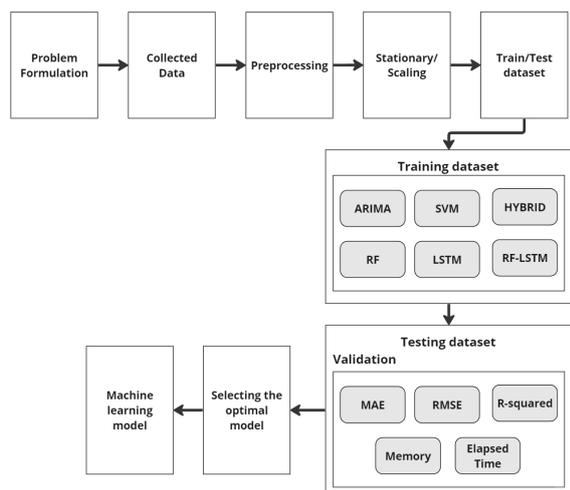 Problem
Formulation
Collected
Data
Preprocessing
Stationary/
Scaling
Train/Test
dataset
Training dataset
ARIMA
SVM
HYBRID
RF
LSTM
RF-LSTM
Testing dataset
Validation
MAE
RMSE
R-squared
Memory
Elapsed
Time
Selecting the
optimal
model
Machine
learning
model